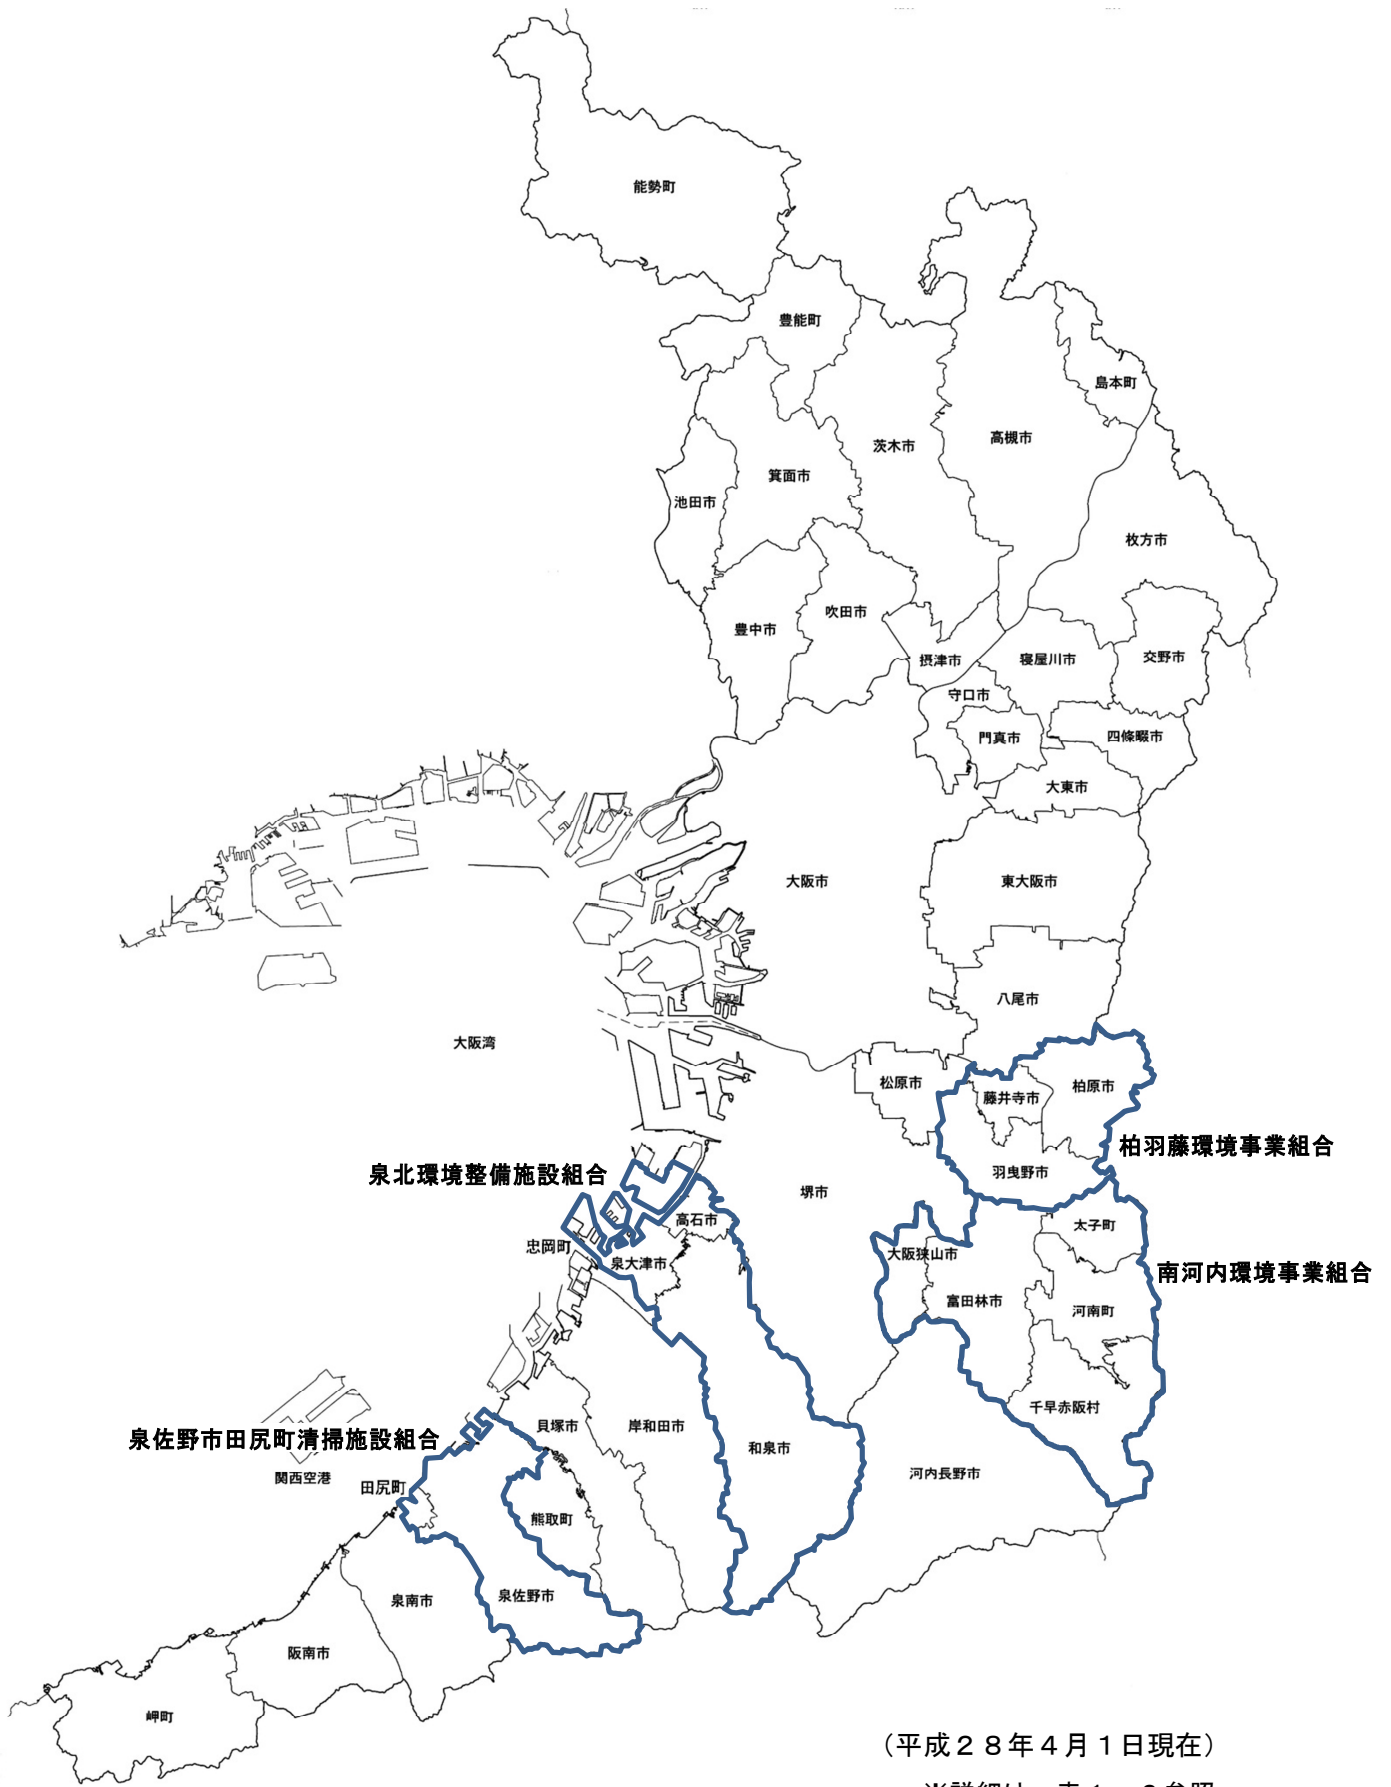 能勢町
豊能町
島本町
茨木市
高槻市
箕面市
池田市
枚方市
吹田市
豊中市
摂津市
寝屋川市
交野市
守口市
門真市
四條畷市
大東市
大阪市
東大阪市
八尾市
大阪湾
松原市
藤井寺市
柏原市
柏羽藤環境事業組合
泉北環境整備施設組合
羽曳野市
堺市
高石市
太子町
忠岡町
泉大津市
大阪狭山市
南河内環境事業組合
富田林市
河南町
千早赤阪村
貝塚市
岸和田市
和泉市
泉佐野市田尻町清掃施設組合
関西空港
田尻町
河内長野市
熊取町
泉佐野市
泉南市
阪南市
岬町
（平成２８年４月１日現在）